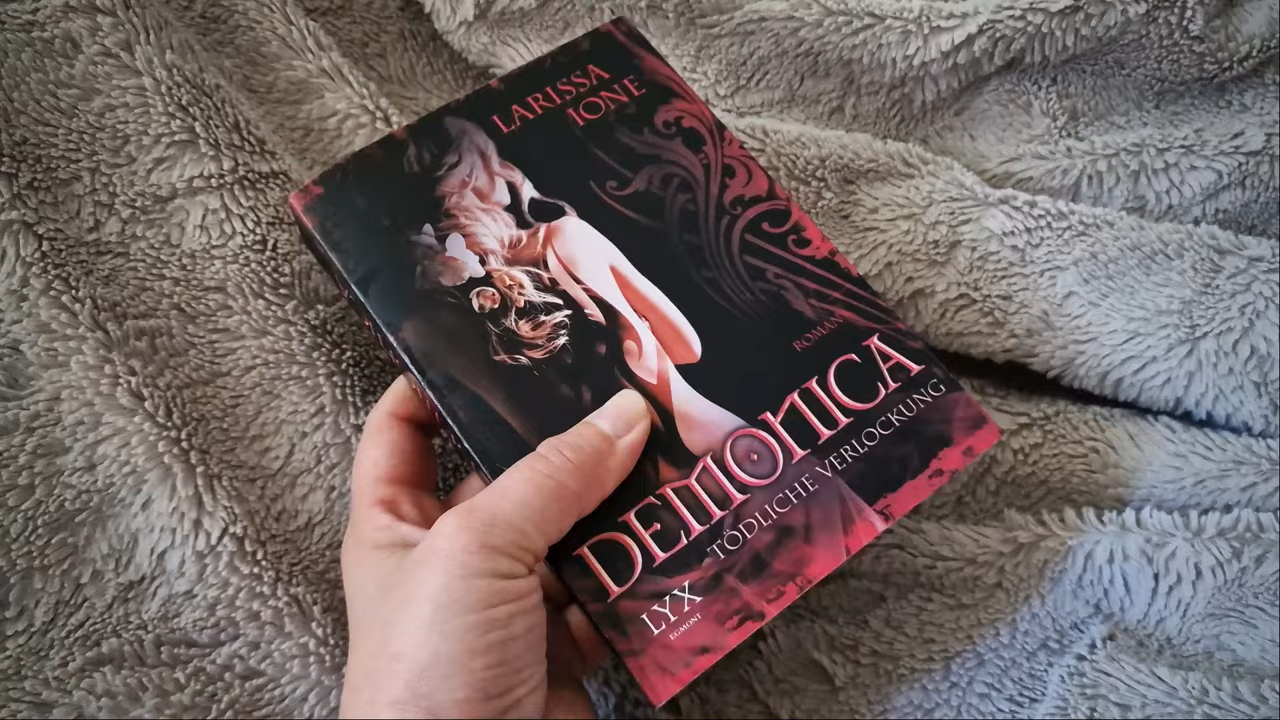 LARISSA
IONE
ROMAN
DEMONICA
TÖDLICHE VERLOCKUNG
LYX
EGMONT